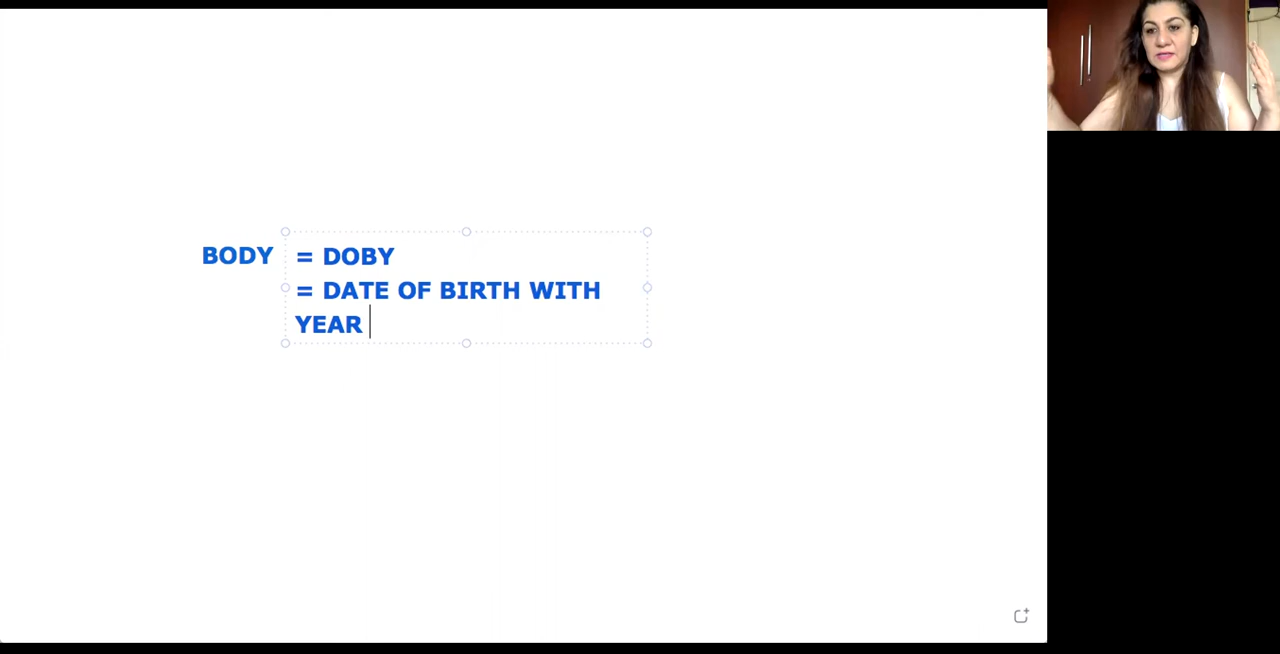 BODY = DOBY
= DATE OF BIRTH WITH
YEAR